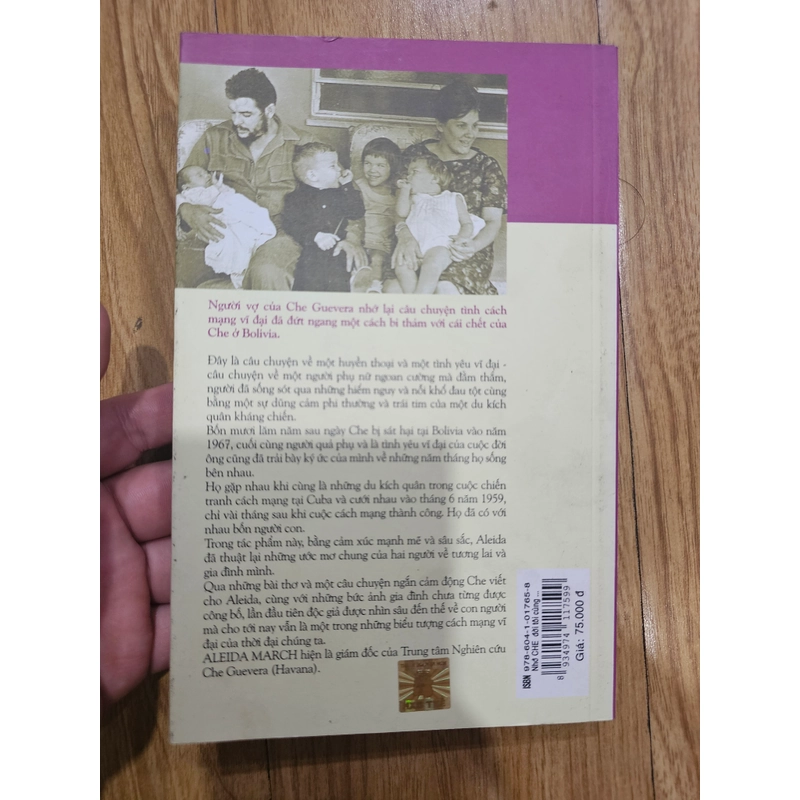 Người vợ của Che Guevera nhớ lại câu chuyện tình cách
mạng vĩ đại đã đứt ngang một cách bi thảm với cái chết của
Che ở Bolivia.
Đây là câu chuyện về một huyền thoại và một tình yêu vĩ đại -
câu chuyện về một người phụ nữ ngoan cường mà đằm thắm,
người đã sống sót qua những hiểm nguy và nỗi khổ đau tột cùng
bằng một sự dũng cảm phi thường và trái tim của một du kích
quân kháng chiến.
Bốn mươi lăm năm sau ngày Che bị sát hại tại Bolivia vào năm
1967, cuối cùng người quả phụ và là tình yêu vĩ đại của cuộc đời
ông cũng đã trải bày ký ức của mình về những năm tháng họ sống
bên nhau.
Họ gặp nhau khi cùng là những du kích quân trong cuộc chiến
tranh cách mạng tại Cuba và cưới nhau vào tháng 6 năm 1959,
chỉ vài tháng sau khi cuộc cách mạng thành công. Họ đã có với
nhau bốn người con.
Trong tác phẩm này, bằng cảm xúc mạnh mẽ và sâu sắc, Aleida
đã thuật lại những ước mơ chung của hai người về tương lai và
gia đình mình.
Qua những bài thơ và một câu chuyện ngắn cảm động Che viết
cho Aleida, cùng với những bức ảnh gia đình chưa từng được
công bố, lần đầu tiên độc giả được nhìn sâu đến thế về con người
mà cho tới nay vẫn là một trong những biểu tượng cách mạng vĩ
đại của thời đại chúng ta.
ALEIDA MARCH hiện là giám đốc của Trung tâm Nghiên cứu
Che Guevera (Havana).
ISBN 978-604-1-01765-8
Nhớ CHE đời tôi cùng ...
8 934974 117599
Giá: 75.000 đ